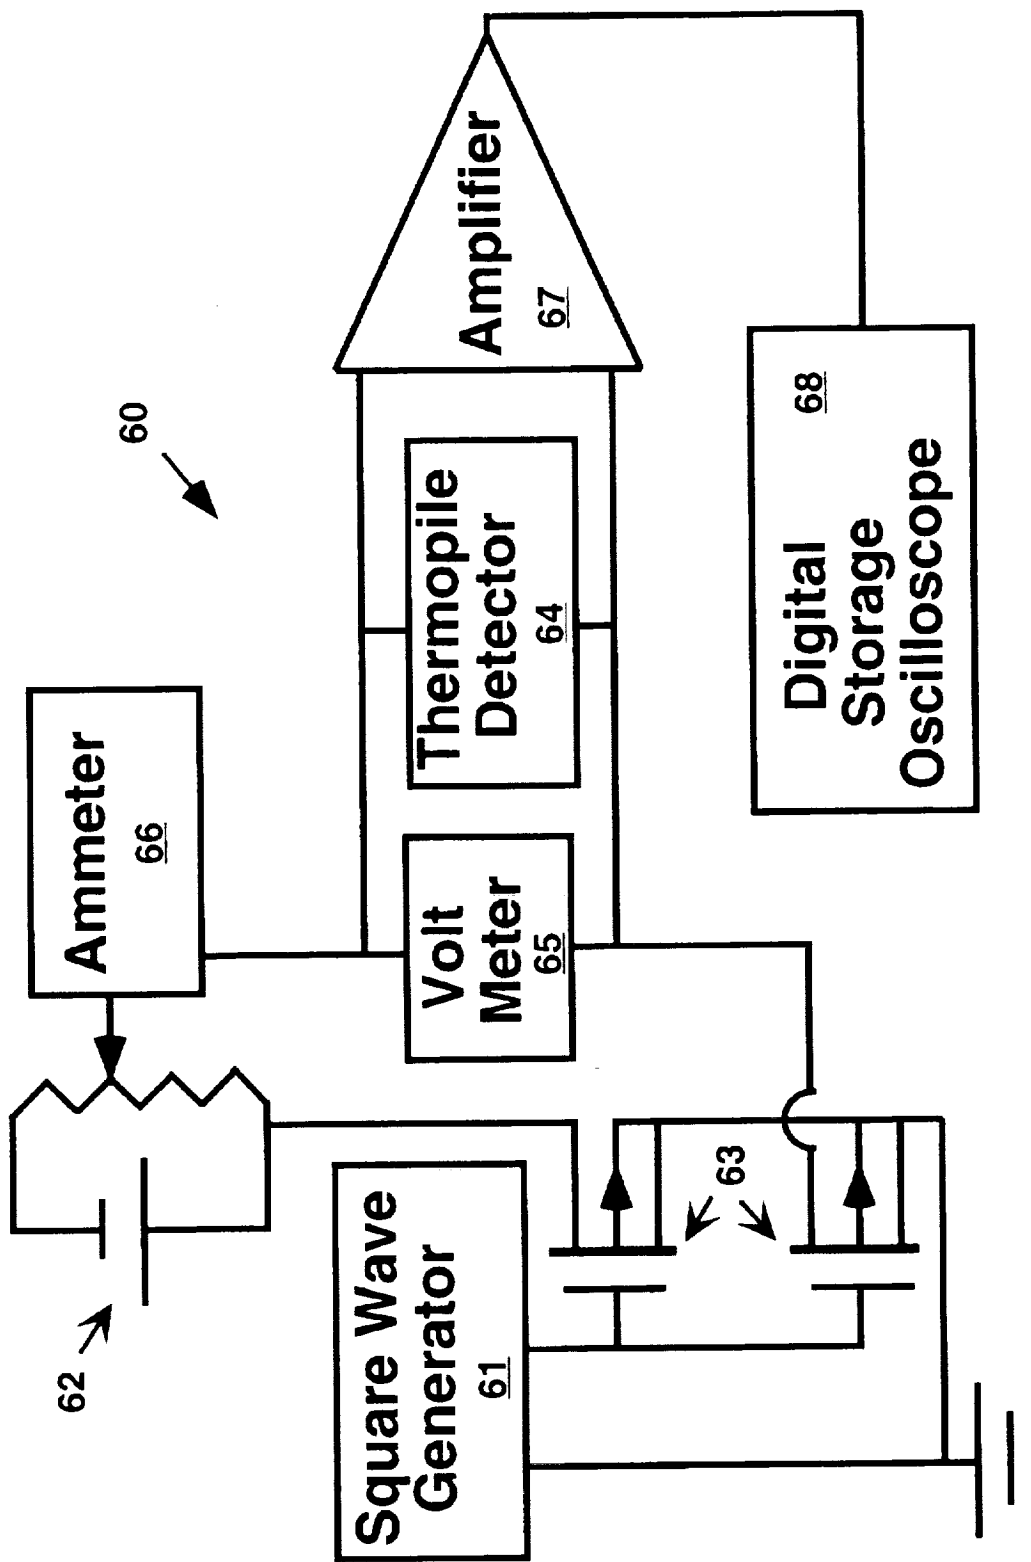 60
62
Ammeter
66
Square Wave
Generator
61
Volt
Meter
65
Thermopile
Detector
64
Amplifier
67
63
Digital
Storage
Oscilloscope
68